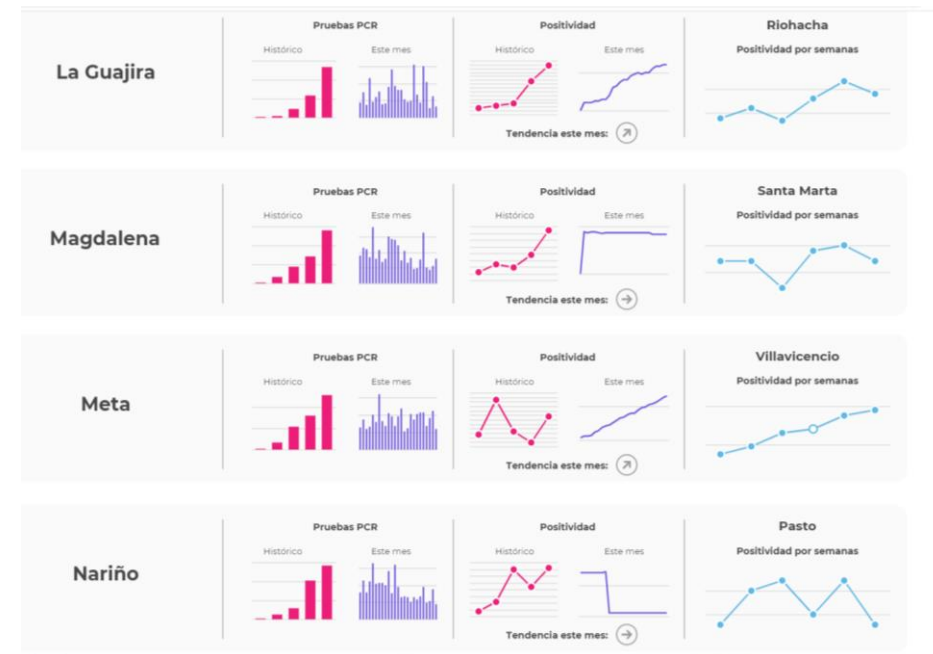 Pruebas PCR
Positividad
Riohacha
Histórico
Este mes
Histórico
Este mes
Positividad por semanas
La Guajira
Tendencia este mes:
Pruebas PCR
Positividad
Santa Marta
Histórico
Este mes
Histórico
Este mes
Positividad por semanas
Magdalena
Tendencia este mes:
Pruebas PCR
Positividad
Villavicencio
Histórico
Este mes
Histórico
Este mes
Positividad por semanas
Meta
Tendencia este mes:
Pruebas PCR
Positividad
Pasto
Histórico
Este mes
Histórico
Este mes
Positividad por semanas
Nariño
Tendencia este mes: